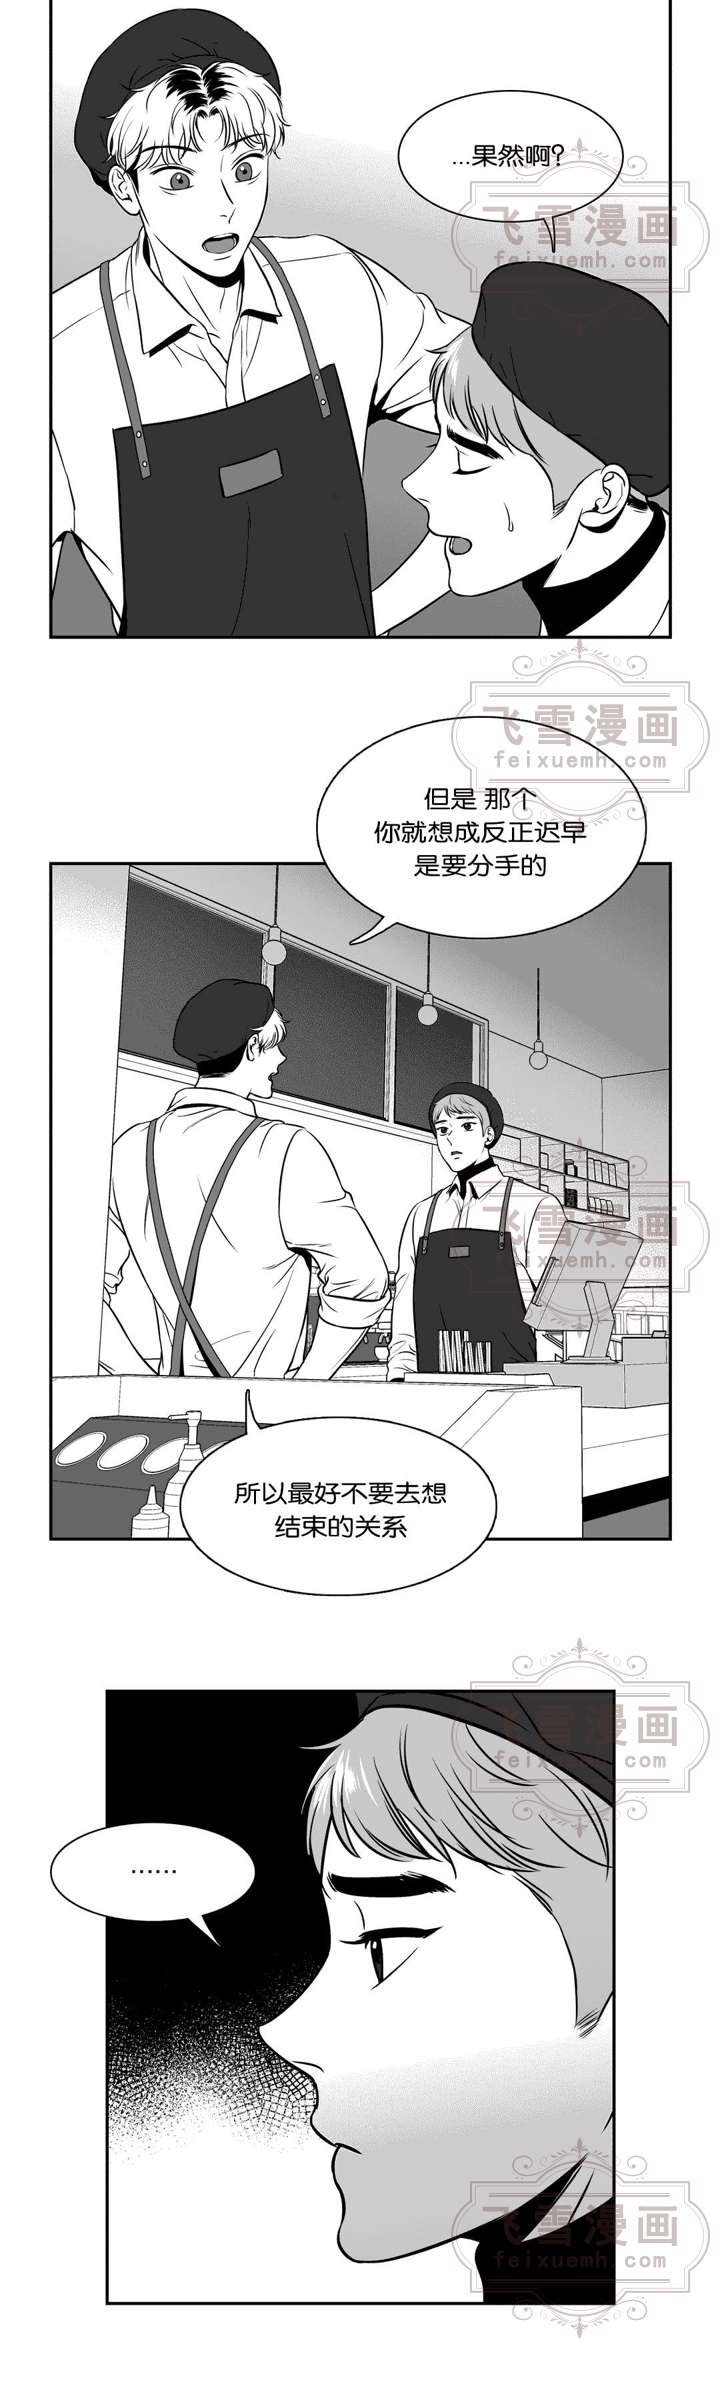 ...果然啊?
飞雪漫画
feixuemh.com
飞雪漫画
feixuemh.com
但是 那个
你就想成反正迟早
是要分手的
飞雪漫画
feixuemh.com
所以最好不要去想
结束的关系
飞雪漫画
feixuemh.com
......
飞雪漫画
feixuemh.com